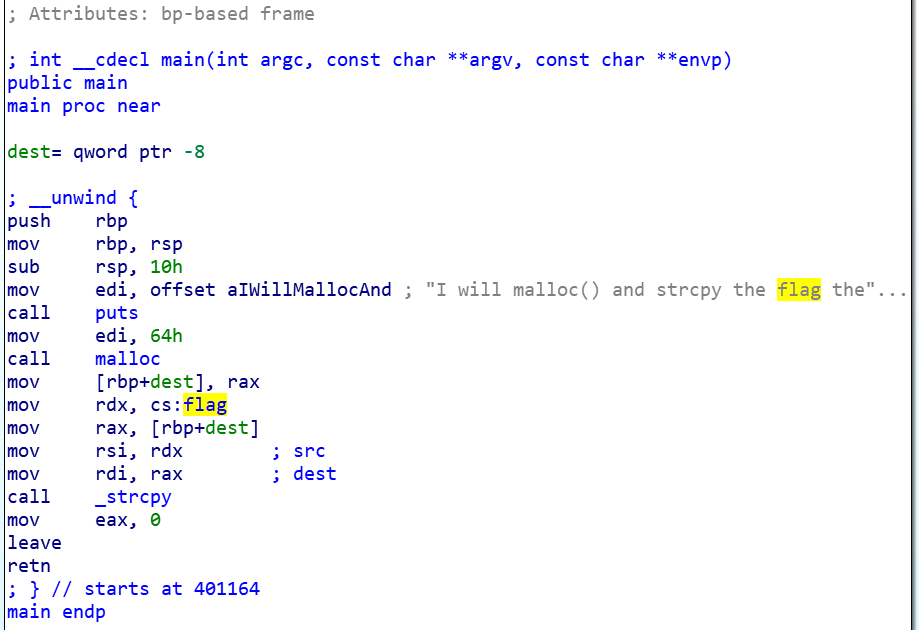 ; Attributes: bp-based frame
; int __cdecl main(int argc, const char **argv, const char **envp)
public main
main proc near
dest= qword ptr -8
; __unwind {
push    rbp
mov     rbp, rsp
sub     rsp, 10h
mov     edi, offset aIWillMallocAnd ; "I will malloc() and strcpy the flag the"...
call    puts
mov     edi, 64h
call    malloc
mov     [rbp+dest], rax
mov     rdx, cs:flag
mov     rax, [rbp+dest]
mov     rsi, rdx        ; src
mov     rdi, rax        ; dest
call    _strcpy
mov     eax, 0
leave
retn
; } // starts at 401164
main endp